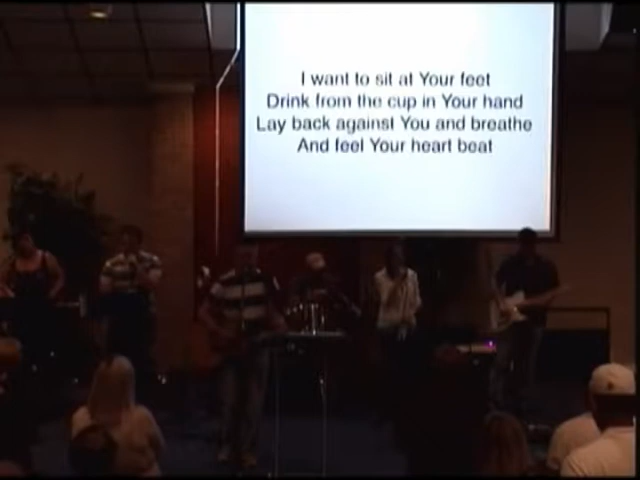 I want to sit at Your feet
Drink from the cup in Your hand
Lay back against You and breathe
And feel Your heart beat